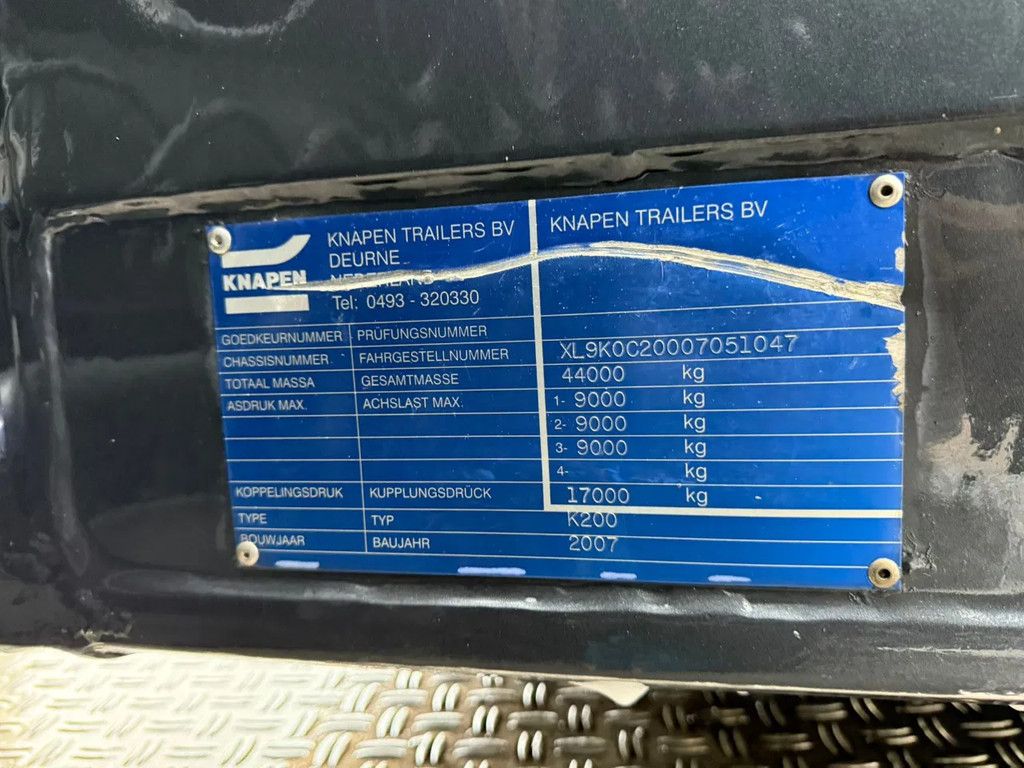 KNAPEN
KNAPEN TRAILERS BV
DEURNE
NEDERLAND
Tel: 0493 - 320330
KNAPEN TRAILERS BV
GOEDKEURNUMMER PRÜFUNGSNUMMER
CHASSISNUMMER FAHRGESTELLNUMMER XL9K0C20007051047
TOTAAL MASSA GESAMTMASSE 44000 kg
ASDRUK MAX. ACHSLAST MAX. 1- 9000 kg
2- 9000 kg
3- 9000 kg
4- kg
KOPPELINGSDRUK KUPPLUNGSDRÜCK 17000 kg
TYPE TYP K200
BOUWJAAR BAUJAHR 2007